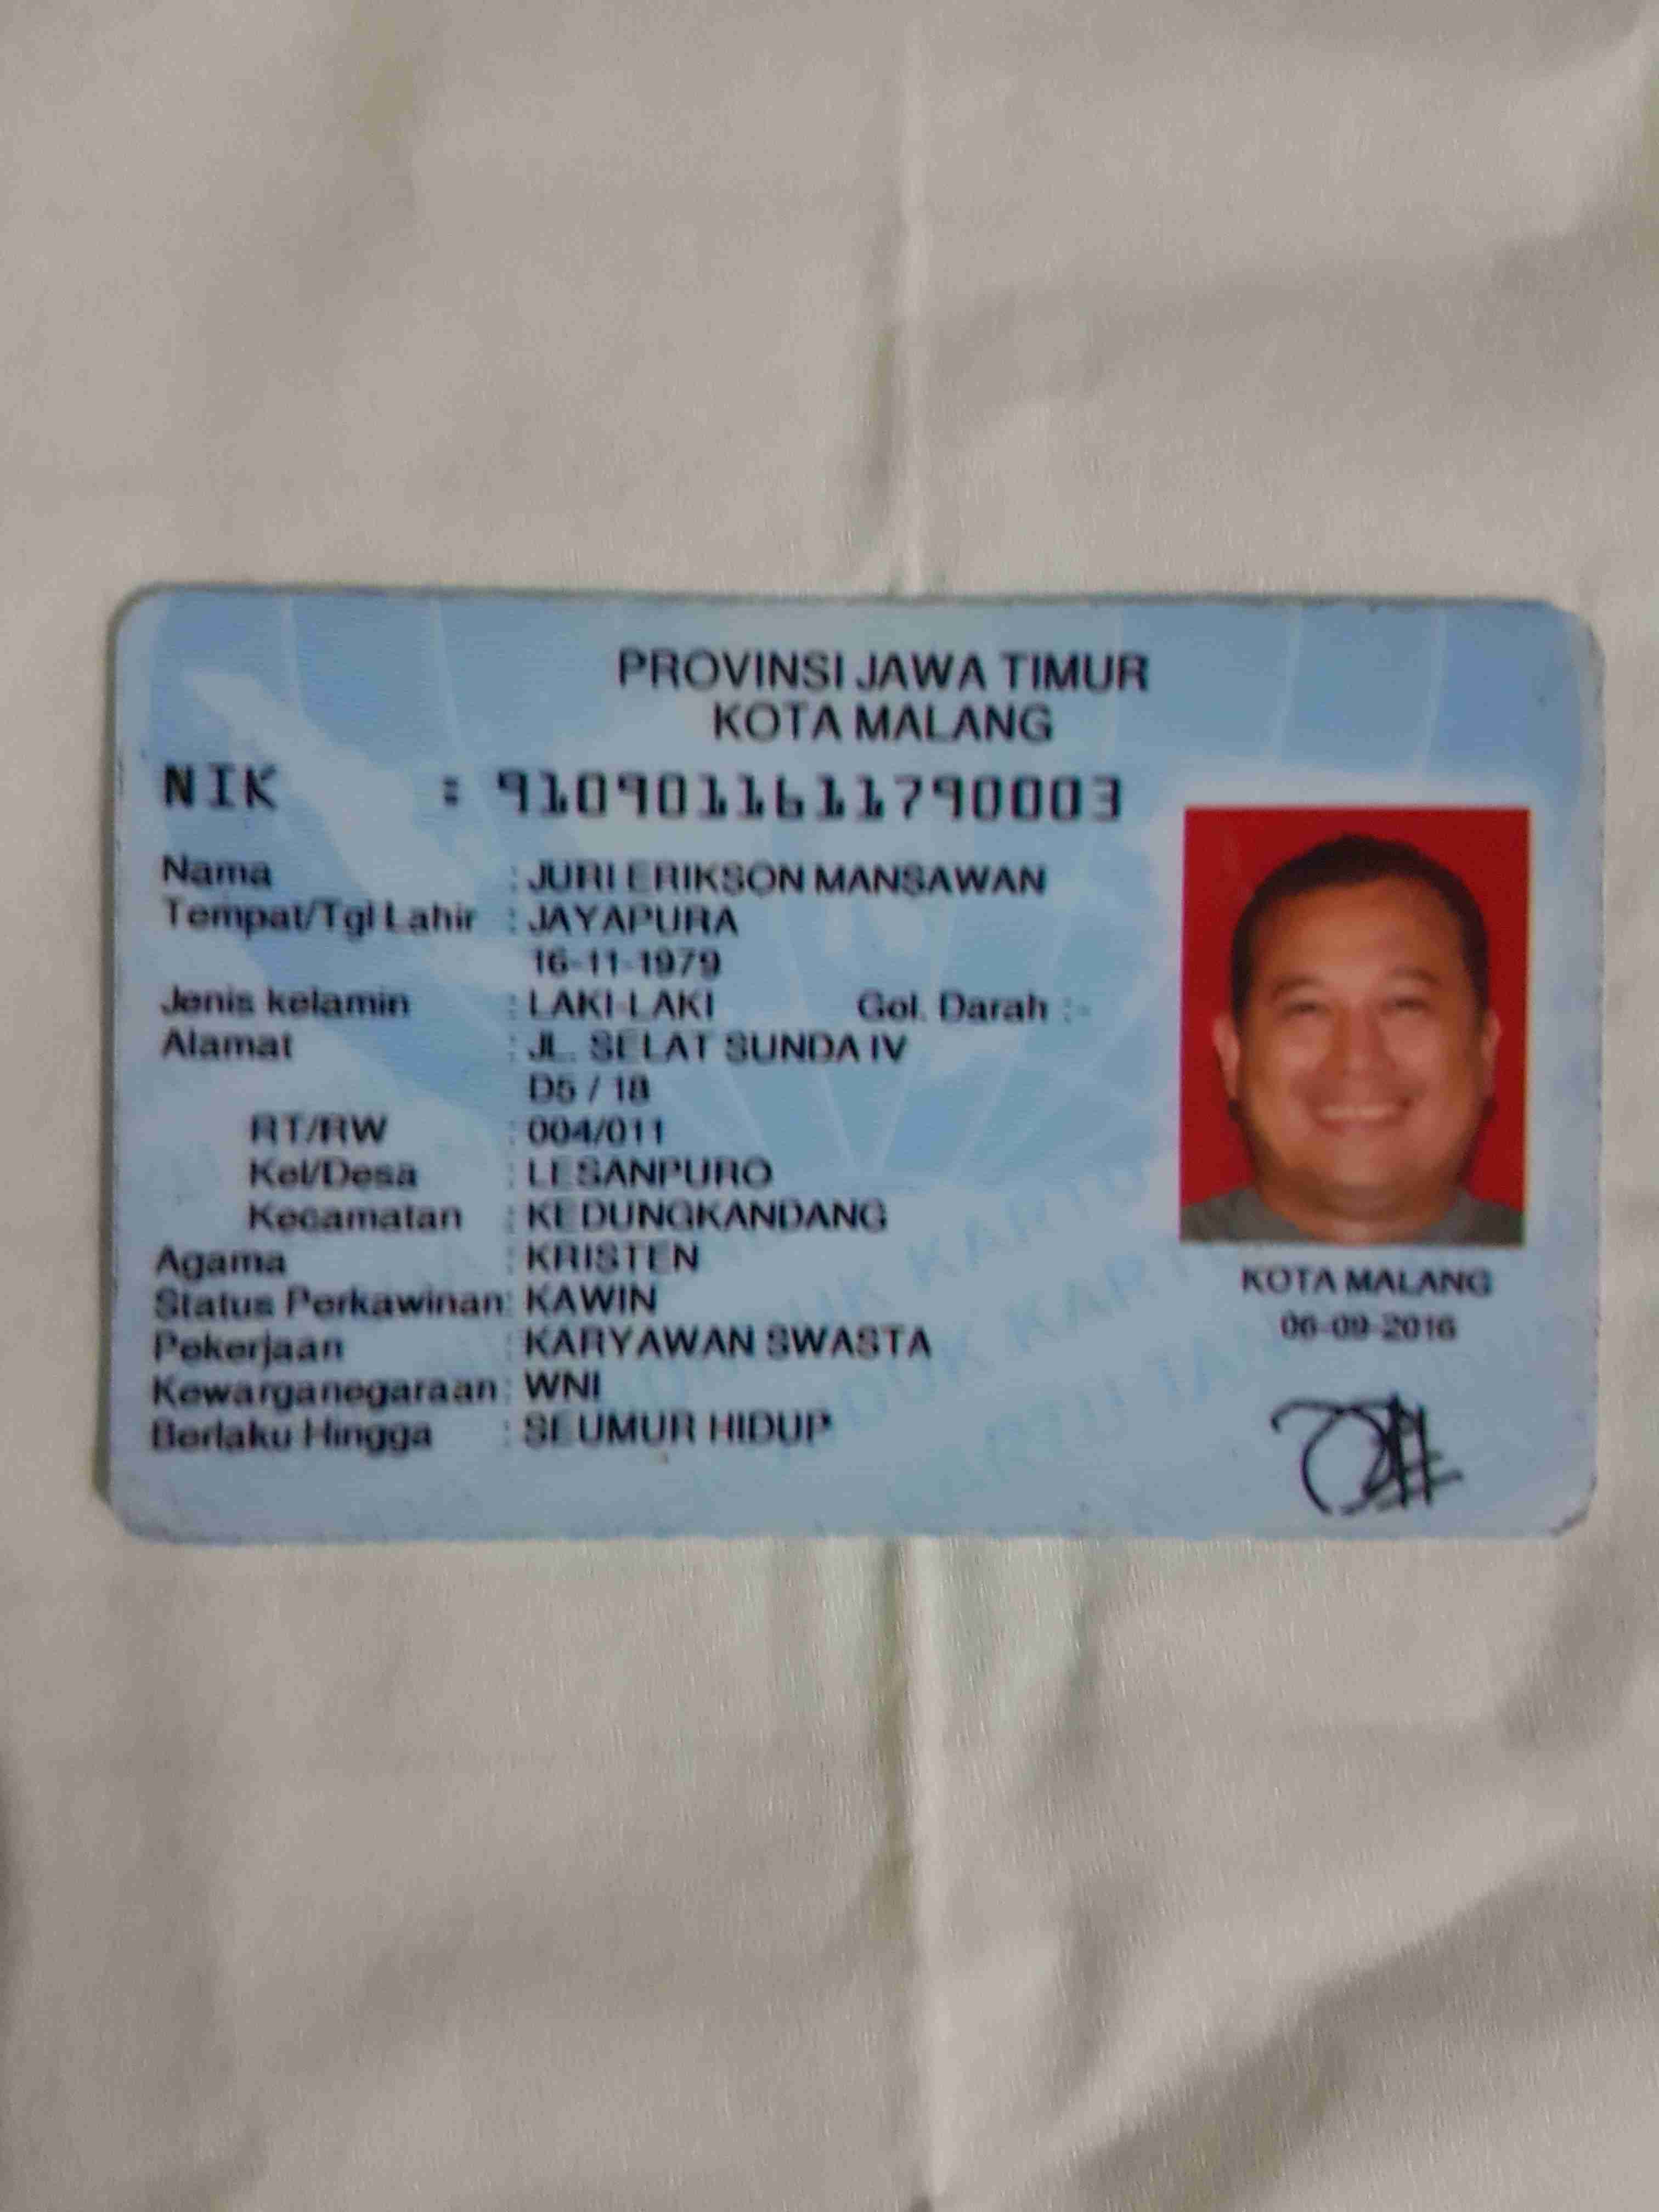 PROVINSI JAWA TIMUR
KOTA MALANG
NIK : 9109011611790003
Nama : JURI ERIKSON MANSAWAN
Tempat/Tgl Lahir : JAYAPURA
16-11-1979
Jenis kelamin : LAKI-LAKI Gol. Darah :-
Alamat : JL. SELAT SUNDA IV
D5 / 18
RT/RW : 004/011
Kel/Desa : LESANPURO
Kecamatan : KEDUNGKANDANG
Agama : KRISTEN
Status Perkawinan: KAWIN
Pekerjaan : KARYAWAN SWASTA
Kewarganegaraan: WNI
Berlaku Hingga : SEUMUR HIDUP
KOTA MALANG
06-09-2016